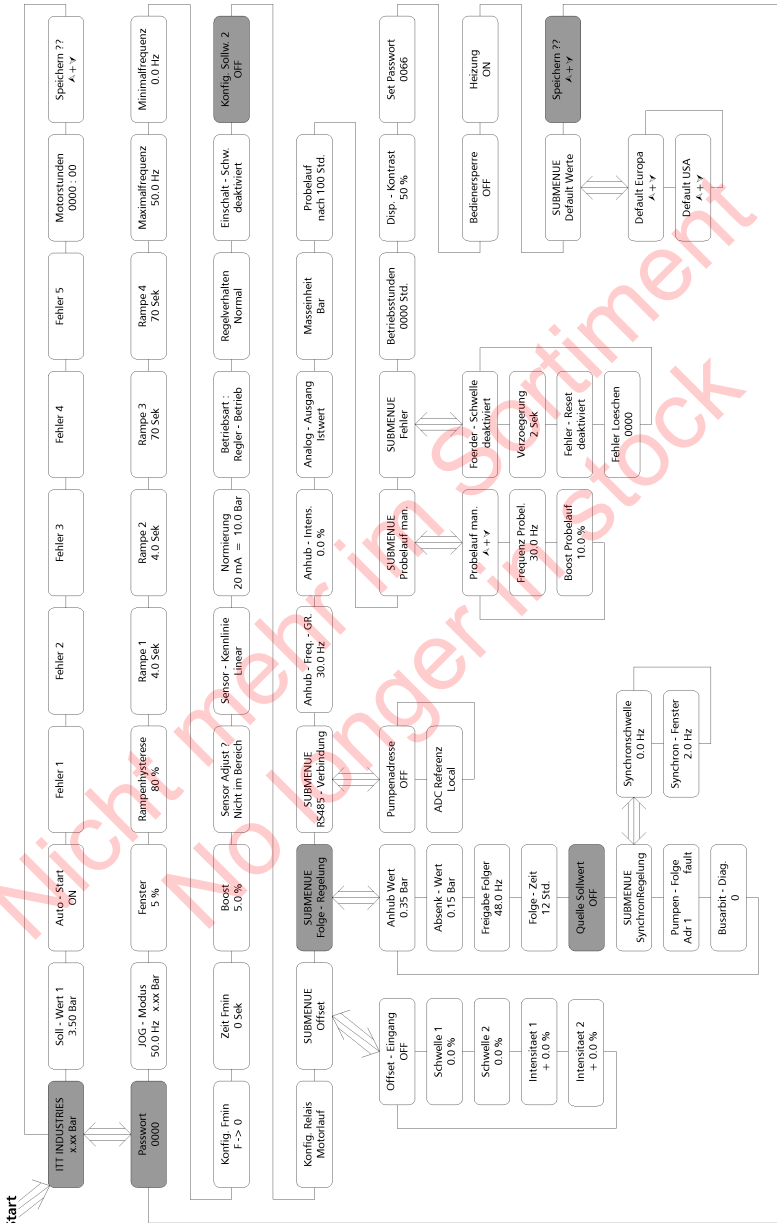 Start
ITT INDUSTRIES
x.xx Bar
Soll - Wert 1
3.50 Bar
Auto - Start
ON
Fehler 1
Fehler 2
Fehler 3
Fehler 4
Fehler 5
Motorstunden
0000 : 00
Speichern ??
⋏+⋎
Passwort
0000
JOG - Modus
50.0 Hz x.xx Bar
Fenster
5 %
Rampenhysterese
80 %
Rampe 1
4.0 Sek
Rampe 2
4.0 Sek
Rampe 3
70 Sek
Rampe 4
70 Sek
Maximalfrequenz
50.0 Hz
Minimalfrequenz
0.0 Hz
Konfig. Fmin
F -> 0
Zeit Fmin
0 Sek
Boost
5.0 %
Sensor Adjust ?
Nicht im Bereich
Sensor - Kennlinie
Linear
Normierung
20 mA = 10.0 Bar
Betriebsart :
Regler - Betrieb
Regelverhalten
Normal
Einschalt - Schw.
deaktiviert
Konfig. Sollw. 2
OFF
Konfig. Relais
Motorlauf
SUBMENUE
Offset
SUBMENUE
Folge - Regelung
SUBMENUE
RS485 - Verbindung
Anhub - Freq. - GR.
30.0 Hz
Anhub - Intens.
0.0 %
Analog - Ausgang
Istwert
Masseinheit
Bar
Probelauf
nach 100 Std.
Offset - Eingang
OFF
Schwelle 1
0.0 %
Schwelle 2
0.0 %
Intensitaet 1
+ 0.0 %
Intensitaet 2
+ 0.0 %
Anhub Wert
0.35 Bar
Absenk - Wert
0.15 Bar
Freigabe Folger
48.0 Hz
Folge - Zeit
12 Std.
Quelle Sollwert
OFF
SUBMENUE
SynchronRegelung
Pumpen - Folge
Adr 1 fault
Busarbit - Diag.
0
Pumpenadresse
OFF
ADC Referenz
Local
Synchronschwelle
0.0 Hz
Synchron - Fenster
2.0 Hz
SUBMENUE
Probelauf man.
SUBMENUE
Fehler
Betriebsstunden
0000 Std.
Disp. - Kontrast
50 %
Set Passwort
0066
Probelauf man.
⋏+⋎
Frequenz Probel.
30.0 Hz
Boost Probelauf
10.0 %
Foerder - Schwelle
deaktiviert
Verzoegerung
2 Sek
Fehler - Reset
deaktiviert
Fehler Loeschen
0000
Bedienersperre
OFF
Heizung
ON
SUBMENUE
Default Werte
Speichern ??
⋏+⋎
Default Europa
⋏+⋎
Default USA
⋏+⋎
Nicht mehr im Sortiment
No longer in stock